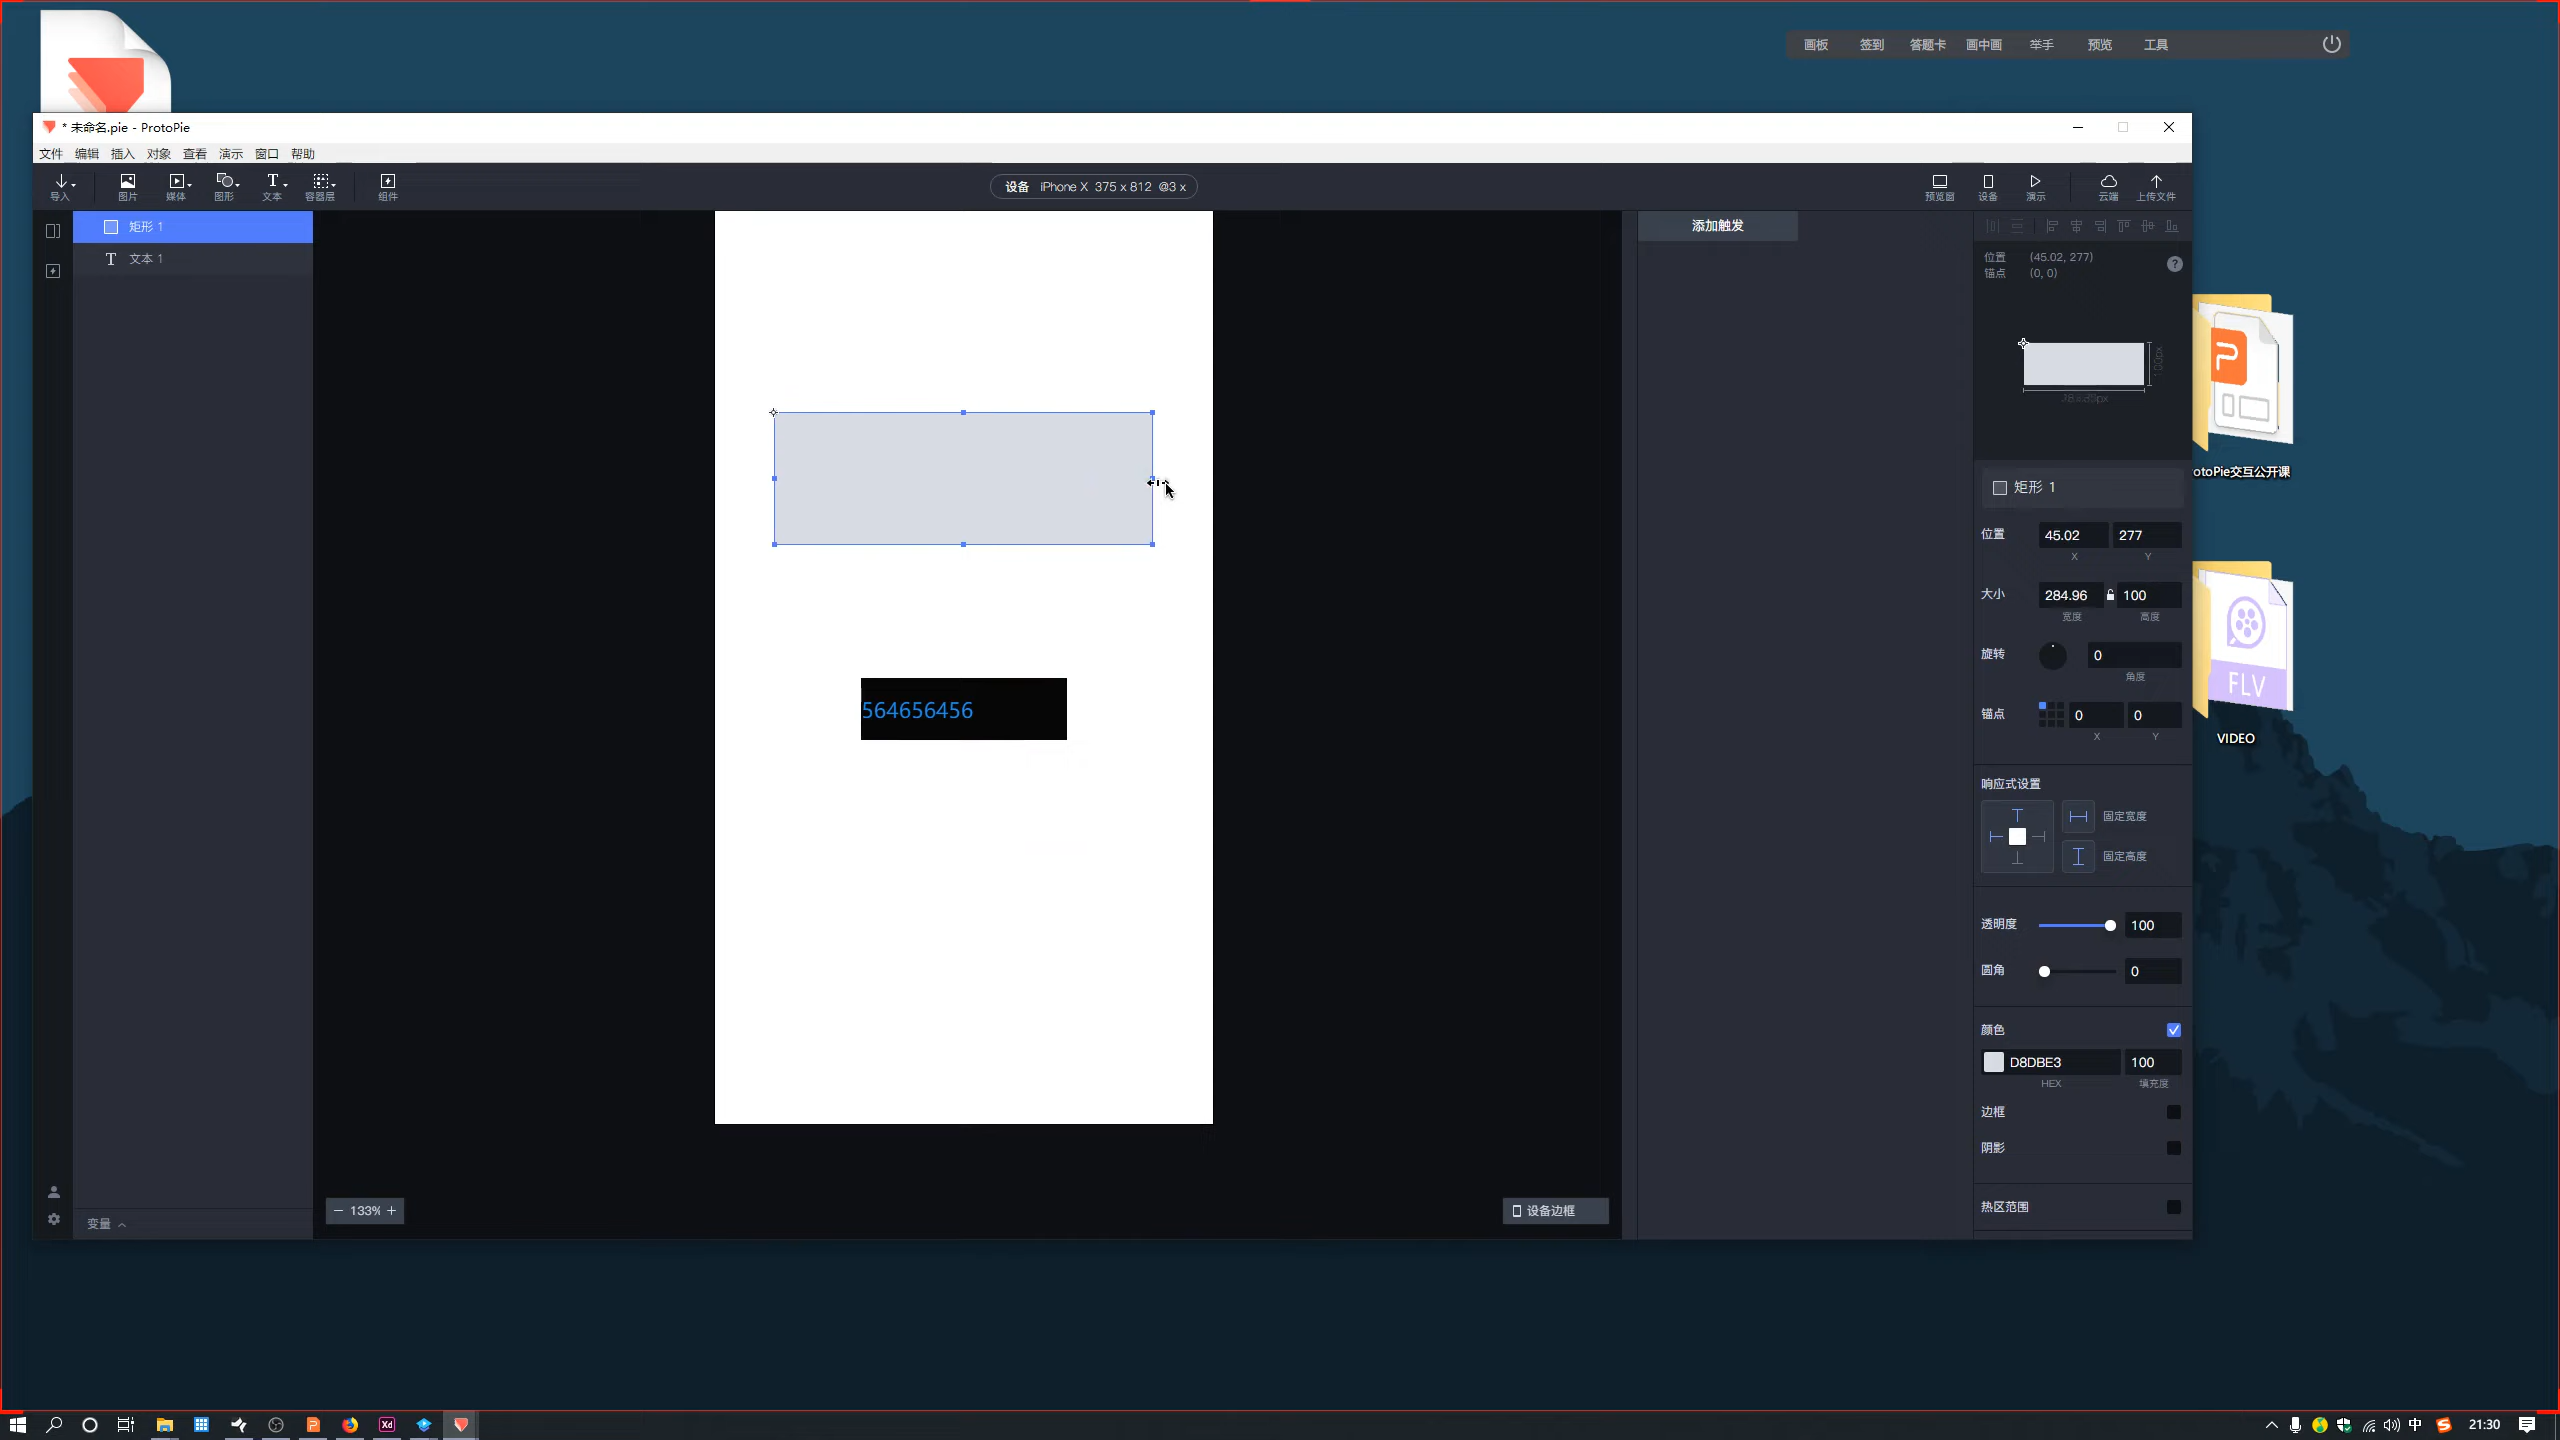 画板 签到 答题卡 画中画 举手 预览 工具
* 未命名.pie - ProtoPie
文件 编辑 插入 对象 查看 演示 窗口 帮助
导入 图片 媒体 图形 文本 容器层 组件
设备 iPhone X 375 x 812 @3 x
预览窗 设备 演示 云端 上传文件
矩形 1
文本 1
添加触发
位置 (45.02, 277)
锚点 (0, 0)
矩形 1
位置 45.02 277
X Y
大小 284.96 100
宽度 高度
旋转 0
角度
锚点 0 0
X Y
响应式设置
固定宽度
固定高度
透明度 100
圆角 0
颜色
D8DBE3 100
HEX 填充度
边框
阴影
热区范围
564656456
变量
133%
设备边框
otoPie交互公开课
FLV
VIDEO
Xd
中
21:30